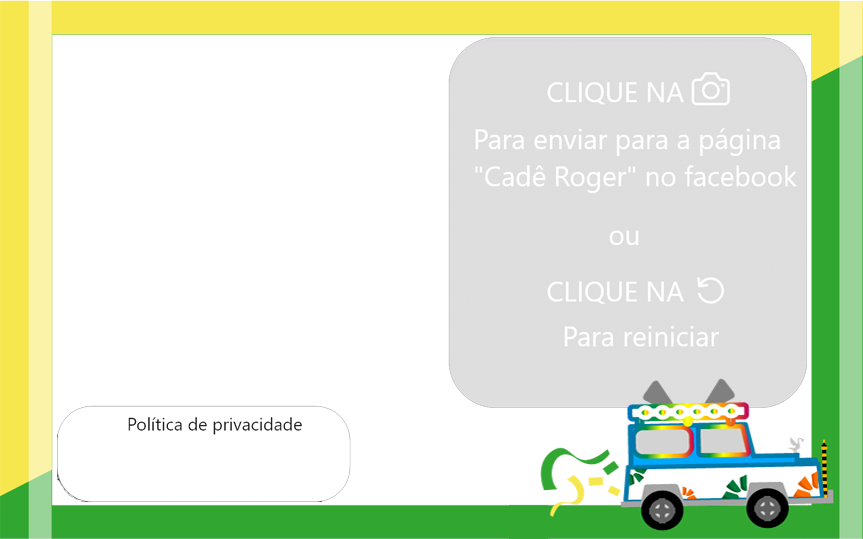 CLIQUE NA
Para enviar para a página
"Cadê Roger" no facebook
ou
CLIQUE NA
Para reiniciar
Política de privacidade